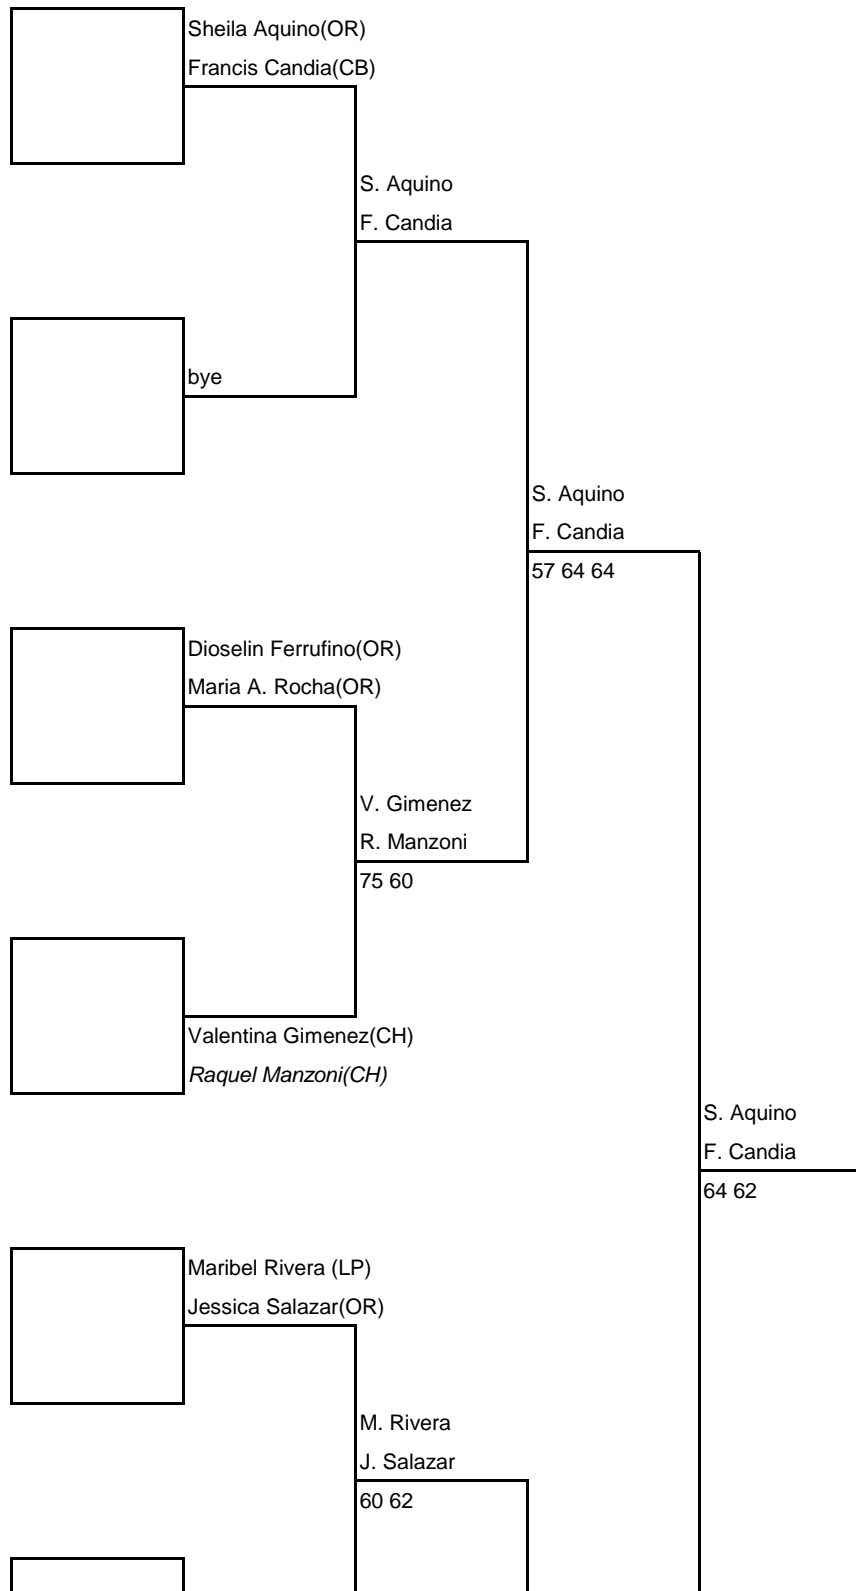 Sheila Aquino(OR)
Francis Candia(CB)
S. Aquino
F. Candia
bye
S. Aquino
F. Candia
57 64 64
Dioselin Ferrufino(OR)
Maria A. Rocha(OR)
V. Gimenez
R. Manzoni
75 60
Valentina Gimenez(CH)
Raquel Manzoni(CH)
S. Aquino
F. Candia
64 62
Maribel Rivera (LP)
Jessica Salazar(OR)
M. Rivera
J. Salazar
60 62